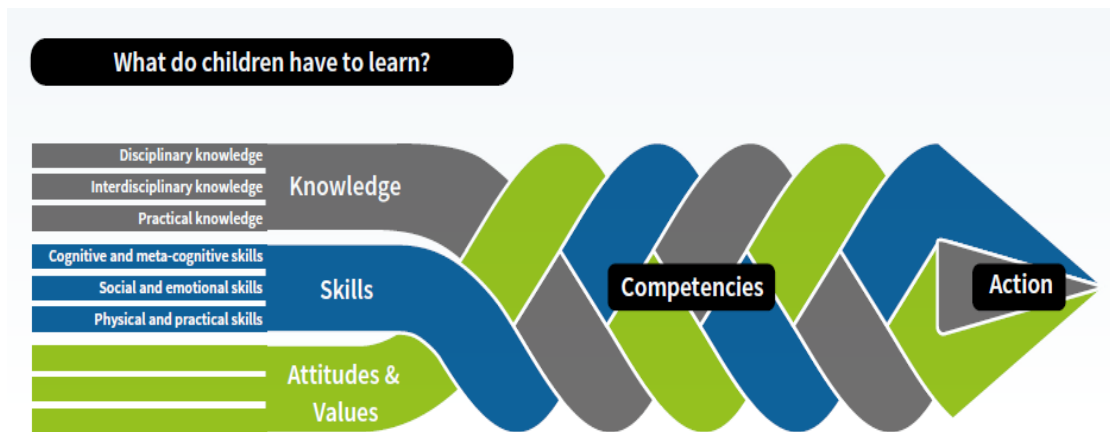 What do children have to learn?
Disciplinary knowledge
Interdisciplinary knowledge
Practical knowledge
Knowledge
Cognitive and meta-cognitive skills
Social and emotional skills
Physical and practical skills
Skills
Attitudes &
Values
Competencies
Action